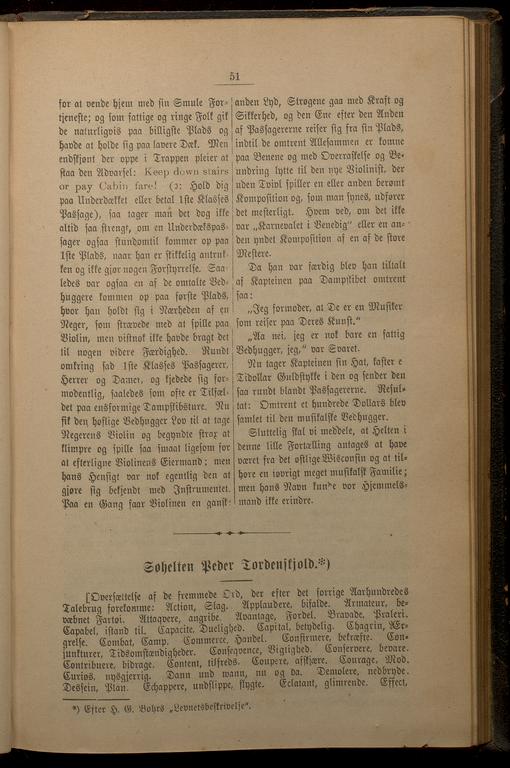 51
for at vende hjem med sin Smule For-
tjeneste; og som fattige og ringe Folk gik
de naturligvis paa billigste Plads og
havde at holde sig paa lavere Dæk. Men
endskjønt der oppe i Trappen pleier at
staa den Advarsel: Keep down stairs
or pay Cabin fare! (ɔ: Hold dig
paa Underdækket eller betal 1ste Klasses
Passage), saa tager man det dog ikke
altid saa strengt, om en Underdækspas-
sager ogsaa stundomtil kommer op paa
1ste Plads, naar han er stikkelig antruk-
ken og ikke gjør nogen Forstyrrelse. Saa-
ledes var ogsaa en af de omtalte Ved-
huggere kommen op paa første Plads,
hvor han holdt sig i Nærheden af en
Neger, som strævede med at spille paa
Violin, men vistnok ikke havde bragt det
til nogen videre Færdighed. Rundt
omkring sad 1ste Klasses Passagerer,
Herrer og Damer, og kjedede sig for-
modentlig, saaledes som ofte er Tilfæl-
det paa ensformige Dampskibsture. Nu
fik den høflige Vedhugger Lov til at tage
Negerens Violin og begyndte strax at
klimpre og spille saa smaat ligesom for
at efterligne Violinens Eiermand; men
hans Hensigt var nok egentlig den at
gjøre sig bekjendt med Instrumentet.
Paa en Gang faar Violinen en ganske
anden Lyd, Strøgene gaa med Kraft og
Sikkerhed, og den Ene efter den Anden
af Passagererne reiser sig fra sin Plads,
indtil de omtrent Allesammen er komne
paa Benene og med Overraskelse og Be-
undring lytte til den nye Violinist, der
uden Tvivl spiller en eller anden berømt
Komposition og, som man synes, udfører
det mesterligt. Hvem ved, om det ikke
var „Karnevalet i Venedig" eller en an-
den yndet Komposition af en af de store
Mestere.
Da han var færdig blev han tiltalt
af Kapteinen paa Dampskibet omtrent
saa:
„Jeg formoder, at De er en Musiker
som reiser paa Deres Kunst."
„Aa nei, jeg er nok bare en fattig
Vedhugger, jeg," var Svaret.
Nu tager Kapteinen sin Hat, kaster e
Tidollar Guldstykke i den og sender den
saa rundt blandt Passagererne. Resul-
tat: Omtrent et hundrede Dollars blev
samlet til den musikalske Vedhugger.
Sluttelig skal vi meddele, at Helten i
denne lille Fortælling antages at have
været fra det østlige Wisconsin og at til-
høre en iøvrigt meget musikalsk Familie;
men hans Navn kunde vor Hjemmels-
mand ikke erindre.
Søhelten Peder Tordenskjold.*)
[Oversættelse af de fremmede Ord, der efter det forrige Aarhundredes
Talebrug forekomme: Action, Slag. Applaudere, bifalde. Armateur, be-
væbnet Fartøi. Attaqvere, angribe. Avantage, Fordel. Bravade, Praleri.
Capabel, istand til. Capacite, Duelighed. Capital, betydelig. Chagrin, Ær-
grelse. Combat, Camp. Commerce, Handel. Confirmere, bekræfte. Con-
junkturer, Tidsomstændigheder. Conseqvence, Vigtighed. Conservere, bevare.
Contribuere, bidrage. Content, tilfreds. Coupere, afskjære. Courage, Mod.
Curiøs, nysgjerrig. Dann und wann, nu og da. Demolere, nedbryde.
Dessein, Plan. Echappere, undslippe, flygte. Eclatant, glimrende. Effect,
*) Efter H. G. Bohrs „Levnetsbeskrivelse".